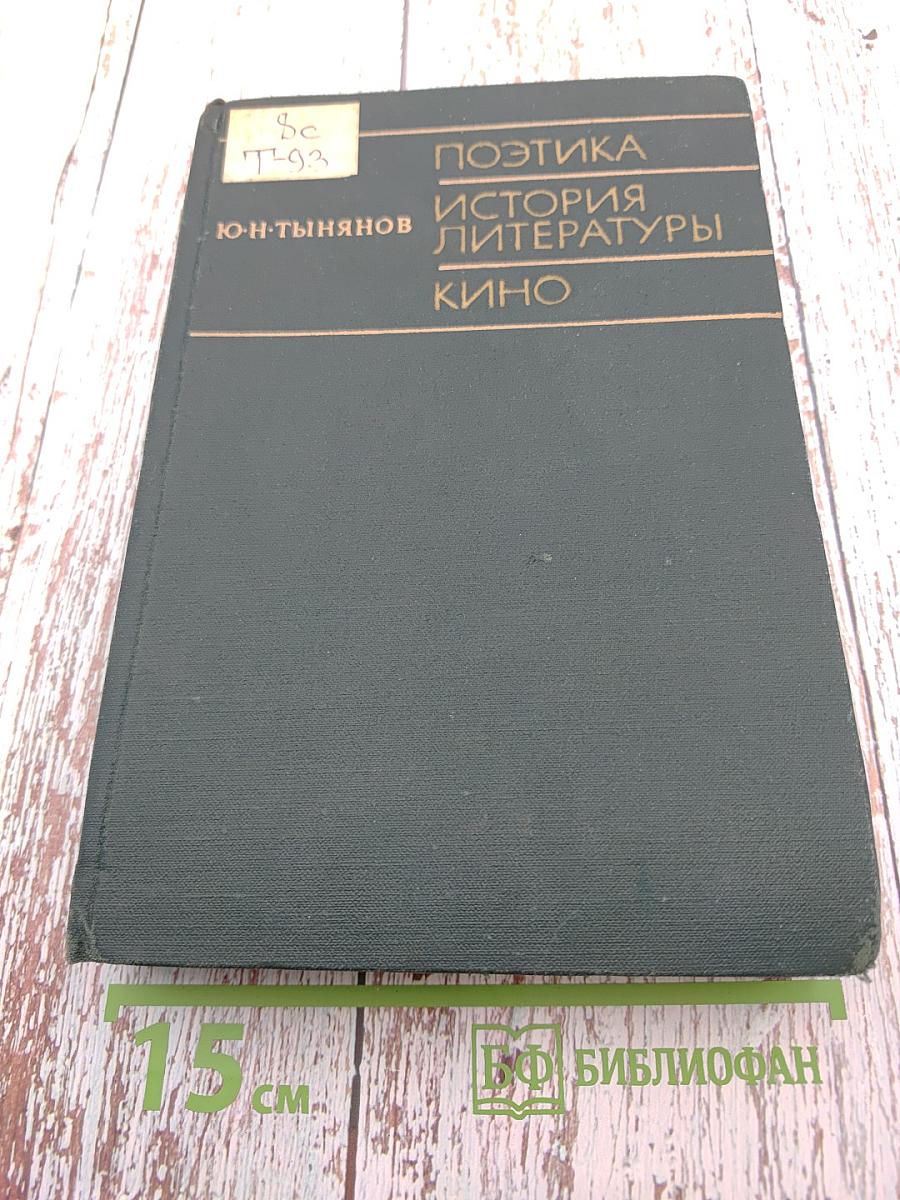 8с
Т-93
Ю·Н·ТЫНЯНОВ
ПОЭТИКА
ИСТОРИЯ
ЛИТЕРАТУРЫ
КИНО
15 см
БФ БИБЛИОФАН